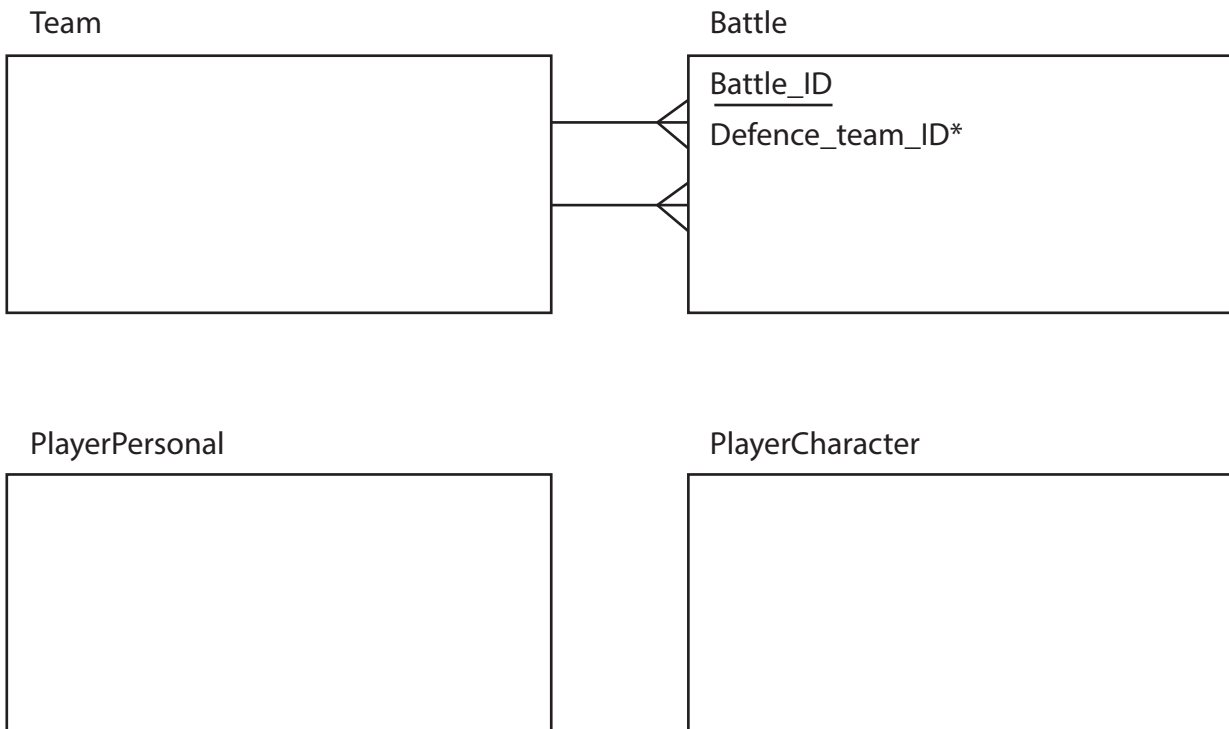 Team
Battle
Battle_ID
Defence_team_ID*
PlayerPersonal
PlayerCharacter